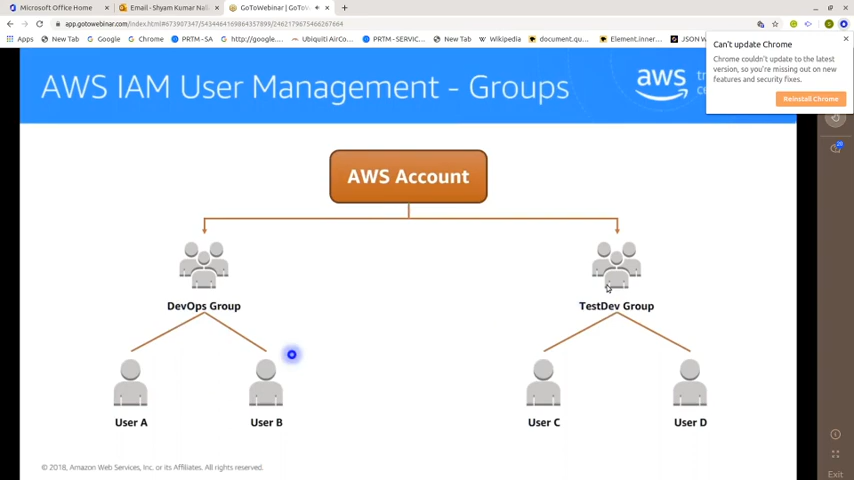 Microsoft Office Home
Email - Shyam Kumar Nai
GoToWebinar | GoTo
app.gotowebinar.com/index.html#673907347/5434464169864357899/2462179875466267664
Apps
New Tab
Google
Chrome
PRTM-SA
http://google....
Ubiquiti AirCo...
PRTM-SERVIC...
New Tab
Wikipedia
document.qu...
Element.inner...
JSON W
Can't update Chrome
Chrome couldn't update to the latest
version, so you're missing out on new
features and security fixes.
Reinstall Chrome
AWS IAM User Management - Groups
aws
AWS Account
DevOps Group
TestDev Group
User A
User B
User C
User D
© 2018, Amazon Web Services, Inc. or its Affiliates. All rights reserved.
Exit